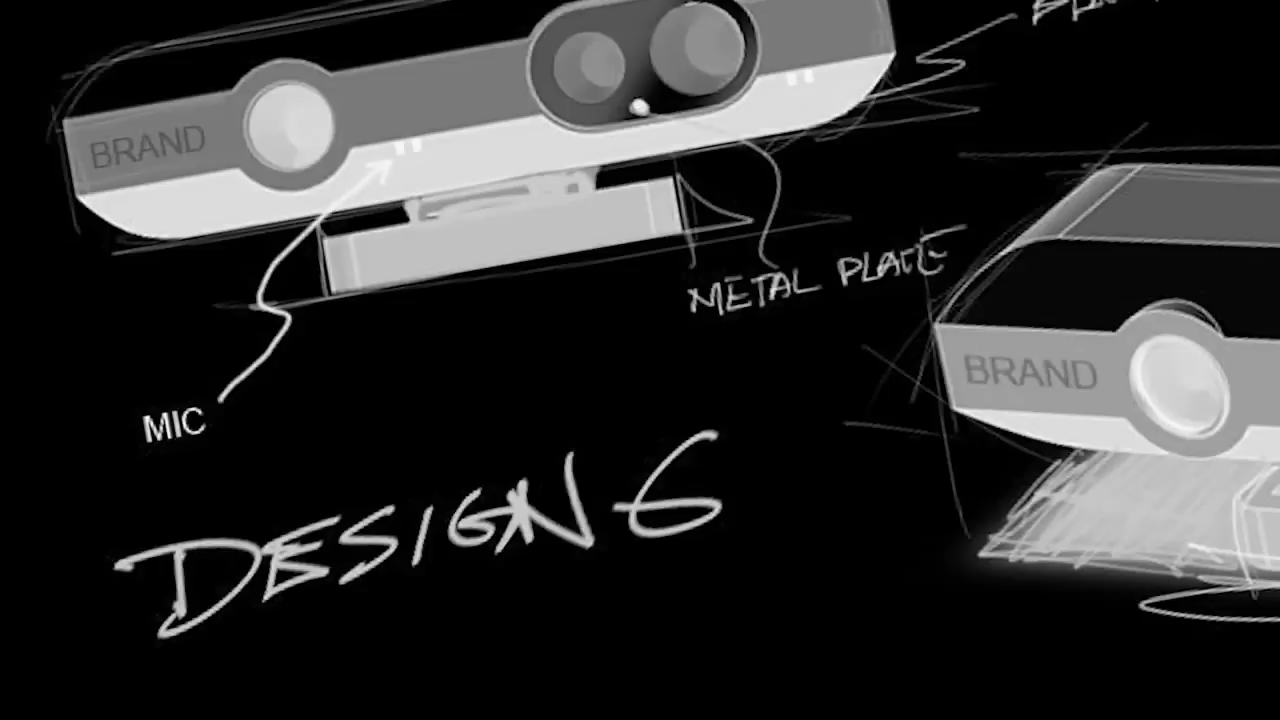 BRAND
METAL PLATE
BRAND
MIC
DESIGN 6